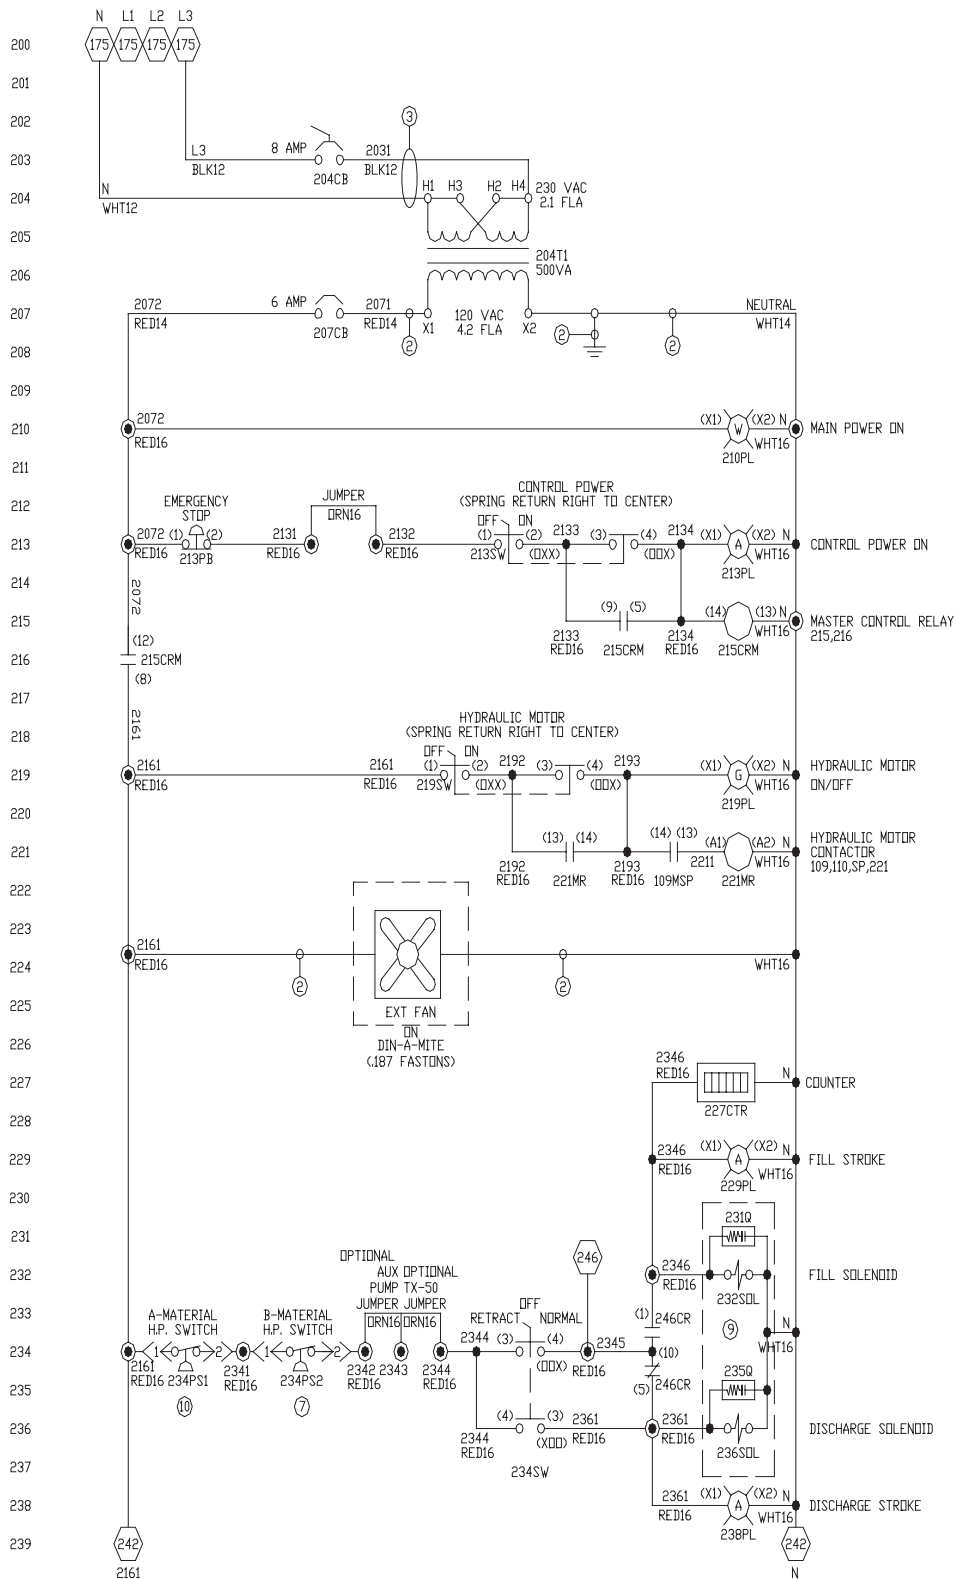 N L1 L2 L3
200 175 175 175 175
201
202 3
203 L3 BLK12 8 AMP 204CB 2031 BLK12
204 N WHT12 H1 H3 H2 H4 230 VAC 2.1 FLA
205 204T1
206 500VA
207 2072 RED14 6 AMP 207CB 2071 RED14 X1 120 VAC 4.2 FLA X2 NEUTRAL WHT14
208 2 2 2
209
210 2072 RED16 (X1) W (X2) N WHT16 210PL MAIN POWER ON
211
212 EMERGENCY STOP JUMPER ORN16 CONTROL POWER (SPRING RETURN RIGHT TO CENTER) OFF ON
213 2072 RED16 (1) (2) 213PB 2131 RED16 2132 RED16 (1) (2) 213SW (OXX) 2133 (3) (4) (OOX) 2134 (X1) A (X2) N WHT16 213PL CONTROL POWER ON
214 2072
215 2133 RED16 (9) (5) 215CRM 2134 RED16 (14) (13) N WHT16 215CRM MASTER CONTROL RELAY 215,216
216 (12) 215CRM (8)
217 2161
218 HYDRAULIC MOTOR (SPRING RETURN RIGHT TO CENTER) OFF ON
219 2161 RED16 2161 RED16 (1) (2) 219SW (OXX) 2192 (3) (4) (OOX) 2193 (X1) G (X2) N WHT16 219PL HYDRAULIC MOTOR ON/OFF
220
221 2192 RED16 (13) (14) 221MR 2193 RED16 (14) (13) 109MSP 2211 (A1) (A2) N WHT16 221MR HYDRAULIC MOTOR CONTACTOR 109,110,SP,221
222
223
224 2161 RED16 2 2 WHT16
225 EXT FAN
226 ON DIN-A-MITE (.187 FASTONS)
227 2346 RED16 227CTR N COUNTER
228
229 2346 RED16 (X1) A (X2) N WHT16 229PL FILL STROKE
230
231 231Q
232 OPTIONAL AUX OPTIONAL PUMP TX-50 246 2346 RED16 232SOL FILL SOLENOID
233 A-MATERIAL H.P. SWITCH B-MATERIAL H.P. SWITCH JUMPER JUMPER ORN16 ORN16 OFF RETRACT NORMAL (1) 246CR 9 N WHT16
234 2161 RED16 1 2 234PS1 2341 RED16 1 2 234PS2 2342 RED16 2343 2344 RED16 2344 (3) (4) (OOX) 2345 RED16 (10)
235 10 7 (5) 246CR 235Q
236 2344 RED16 (4) (3) (XOO) 2361 RED16 2361 RED16 236SOL DISCHARGE SOLENOID
237 234SW
238 2361 RED16 (X1) A (X2) N WHT16 238PL DISCHARGE STROKE
239 242 242
2161 N